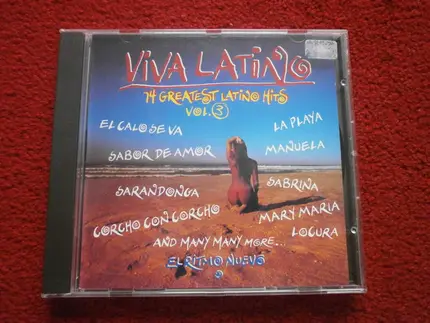 VIVA LATINO
14 GREATEST LATINO HITS
VOL. 3
EL CALO SE VA
LA PLAYA
SABOR DE AMOR
MANUELA
SARANDONGA
SABRINA
CORCHO CON CORCHO
MARY MARIA
LOCURA
AND MANY MANY MORE...
EL RITMO NUEVO